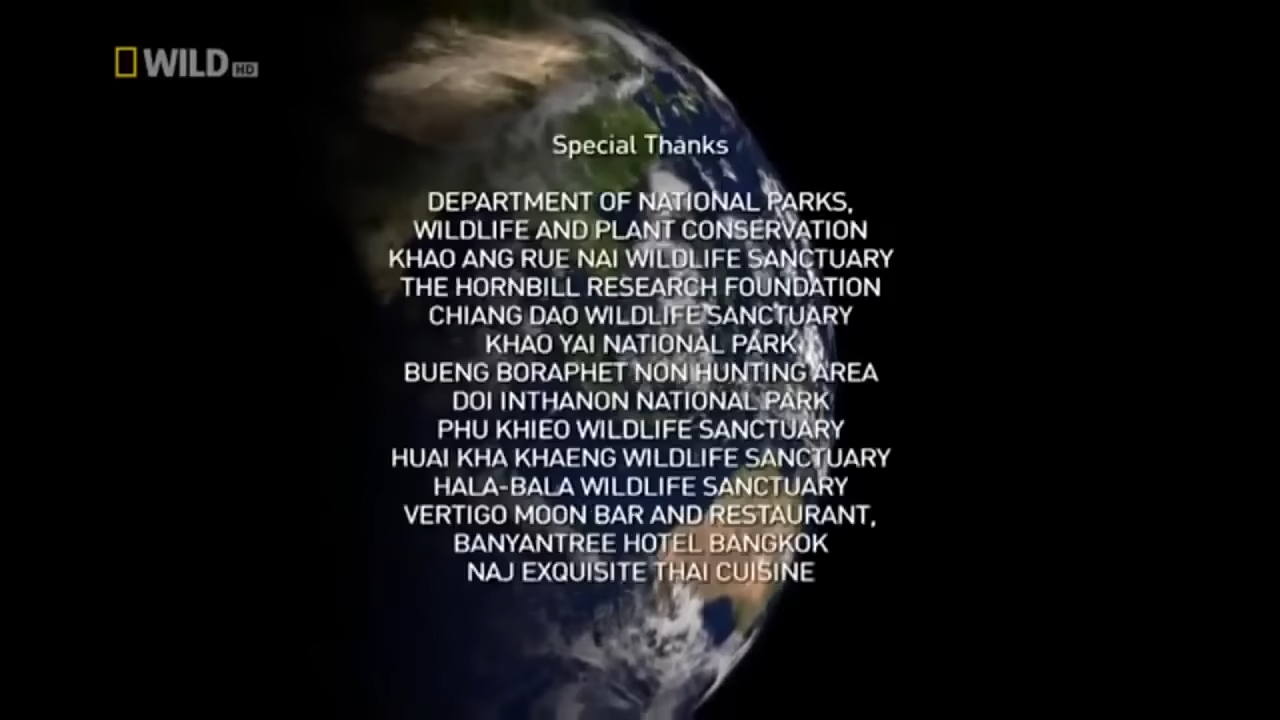 WILD HD
Special Thanks
DEPARTMENT OF NATIONAL PARKS,
WILDLIFE AND PLANT CONSERVATION
KHAO ANG RUE NAI WILDLIFE SANCTUARY
THE HORNBILL RESEARCH FOUNDATION
CHIANG DAO WILDLIFE SANCTUARY
KHAO YAI NATIONAL PARK
BUENG BORAPHET NON HUNTING AREA
DOI INTHANON NATIONAL PARK
PHU KHIEO WILDLIFE SANCTUARY
HUAI KHA KHAENG WILDLIFE SANCTUARY
HALA-BALA WILDLIFE SANCTUARY
VERTIGO MOON BAR AND RESTAURANT,
BANYANTREE HOTEL BANGKOK
NAJ EXQUISITE THAI CUISINE